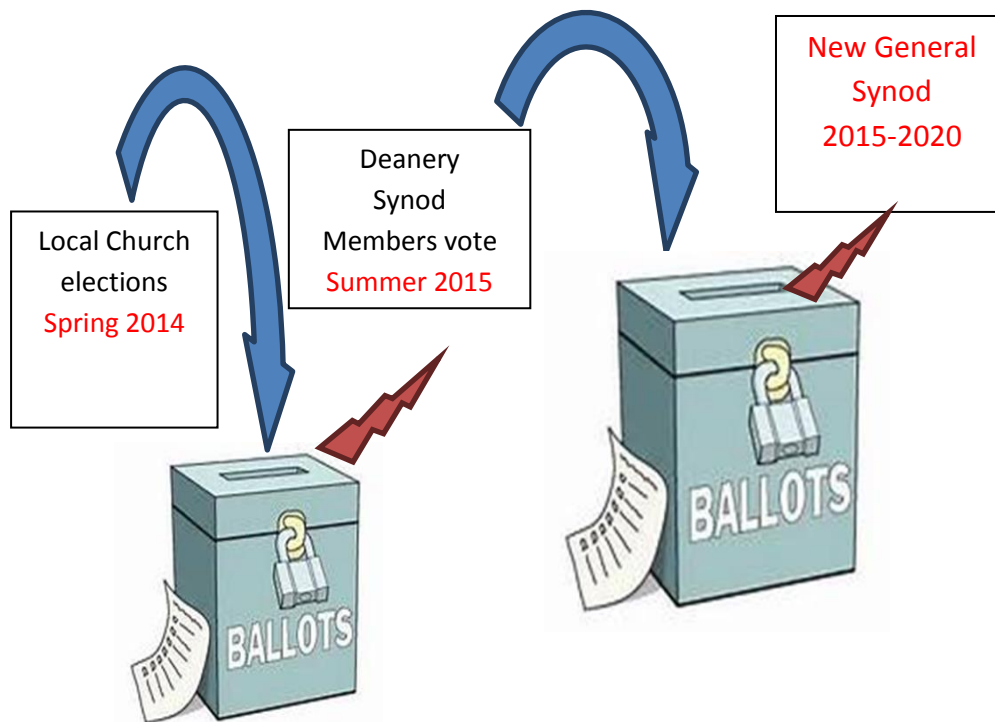 Local Church
elections
Spring 2014
BALLOTS
Deanery
Synod
Members vote
Summer 2015
BALLOTS
New General
Synod
2015-2020